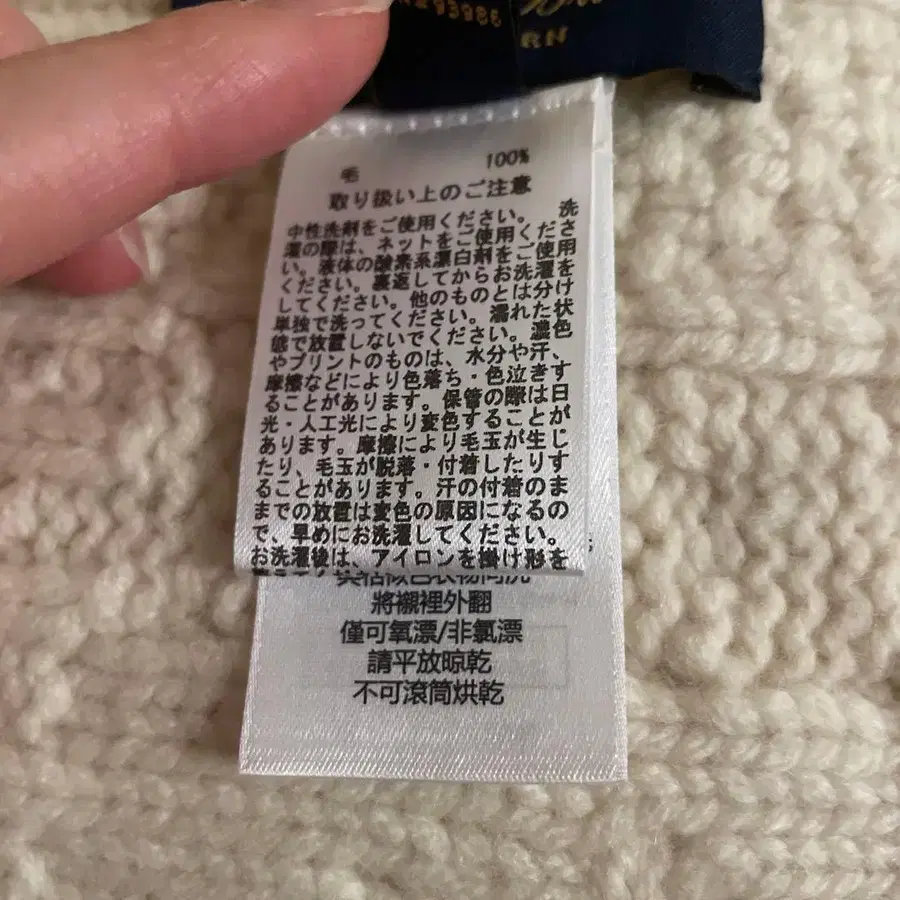 293986
RN
毛 100%
取り扱い上のご注意
中性洗剤をご使用ください。 洗
濯の際は、ネットをご使用くださ
い。液体の酸素系漂白剤をご使用
ください。裏返してからお洗濯を
してください。他のものとは分け
単独で洗ってください。濡れた状
態で放置しないでください。濃色
やプリントのものは、水分や汗、
摩擦などにより色落ち・色泣きす
ることがあります。保管の際は日
光・人工光により変色することが
あります。摩擦により毛玉が生じ
たり、毛玉が脱落・付着したりす
ることがあります。汗の付着のま
までの放置は変色の原因になるの
で、早めにお洗濯してください。
お洗濯後は、アイロンを掛け形を
將襯裡外翻
僅可氧漂/非氯漂
請平放晾乾
不可滾筒烘乾